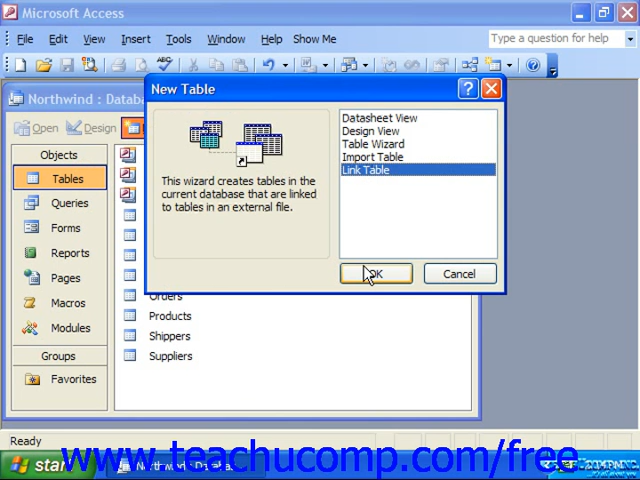 Microsoft Access
File Edit View Insert Tools Window Help Show Me
Type a question for help
ABC
Northwind : Databa
New Table
Open Design
Objects
Tables
Queries
Forms
Reports
Pages
Macros
Modules
Groups
Favorites
This wizard creates tables in the
current database that are linked
to tables in an external file.
Datasheet View
Design View
Table Wizard
Import Table
Link Table
OK
Cancel
Orders
Products
Shippers
Suppliers
Ready
start
www.teachucomp.com/free